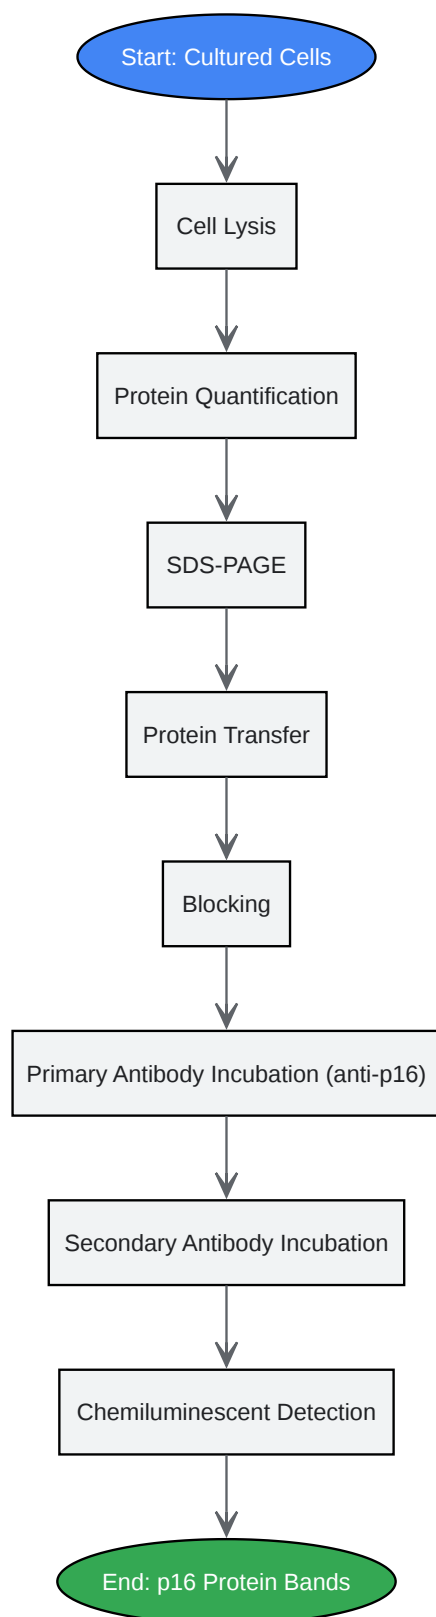 Start: Cultured Cells
Cell Lysis
Protein Quantification
SDS-PAGE
Protein Transfer
Blocking
Primary Antibody Incubation (anti-p16)
Secondary Antibody Incubation
Chemiluminescent Detection
End: p16 Protein Bands